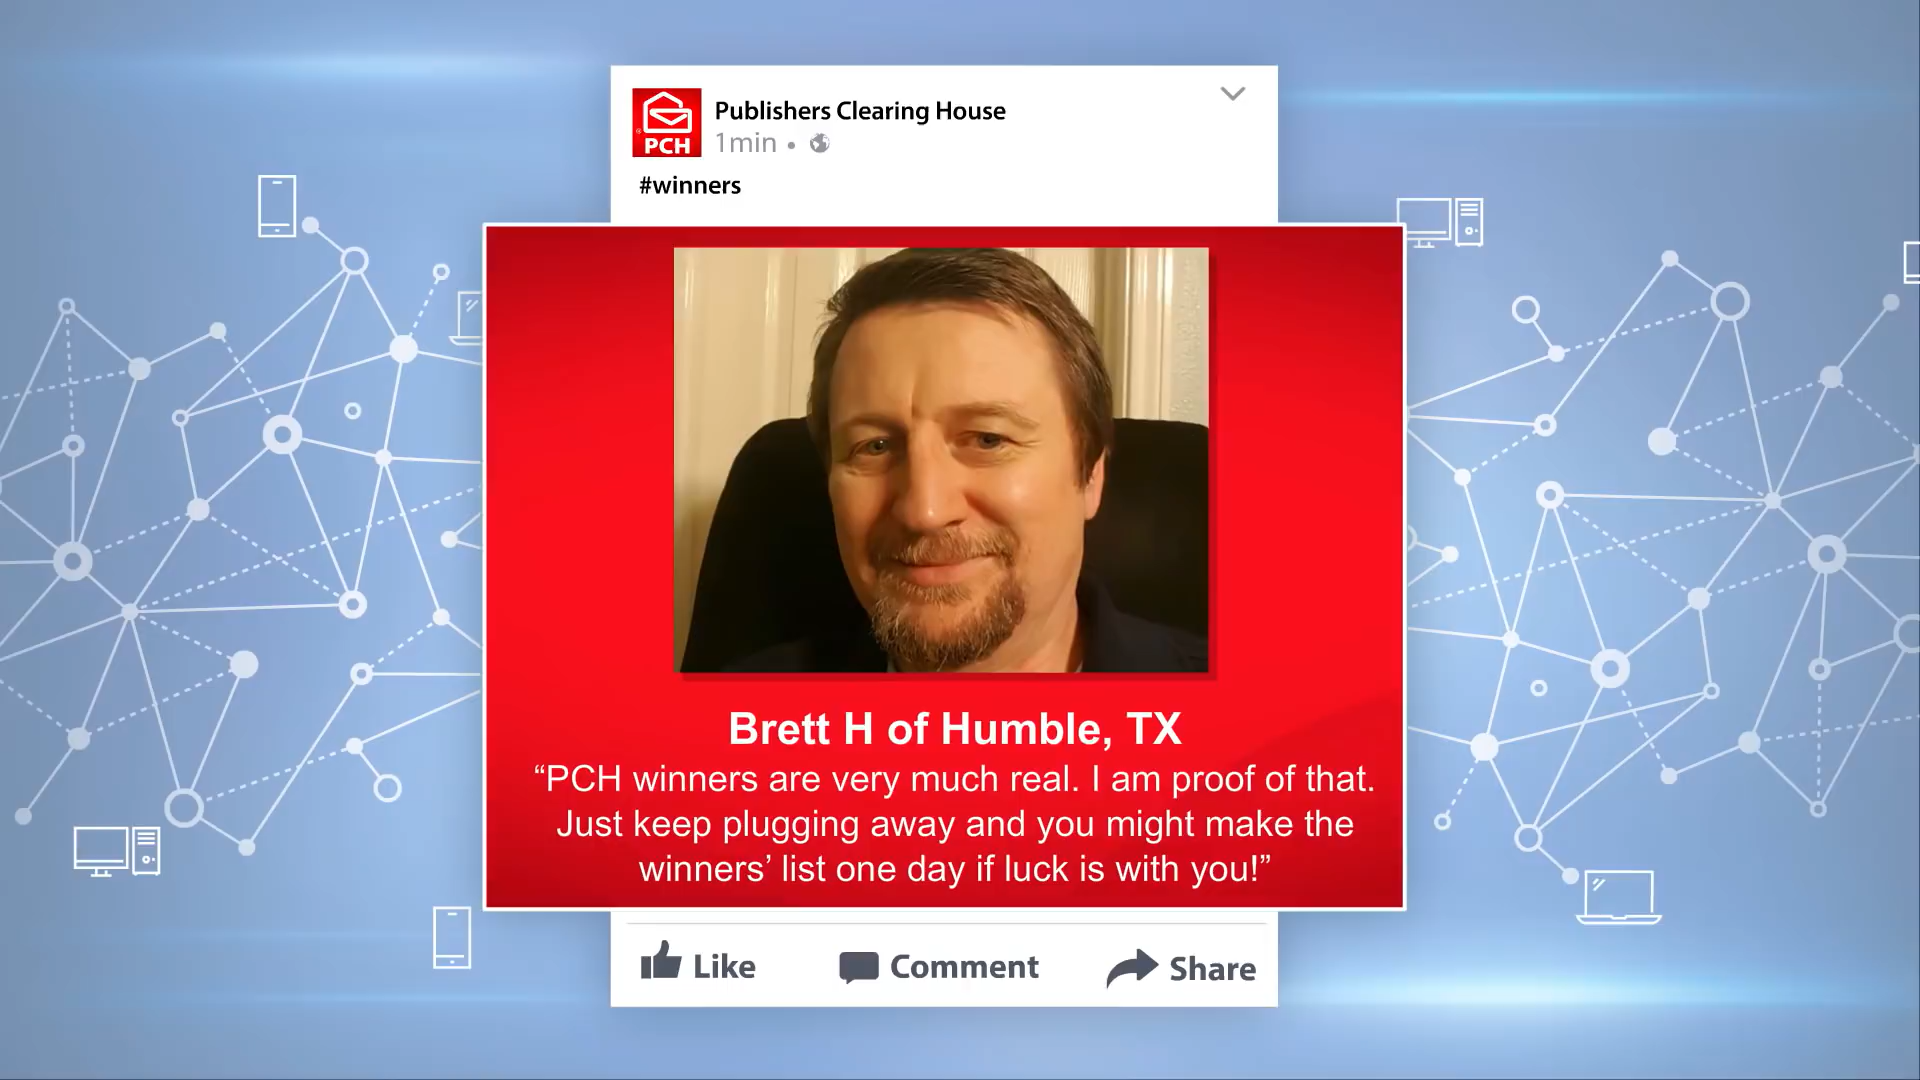 Publishers Clearing House
PCH
1min
#winners
Brett H of Humble, TX
“PCH winners are very much real. I am proof of that.
Just keep plugging away and you might make the
winners’ list one day if luck is with you!”
Like Comment Share